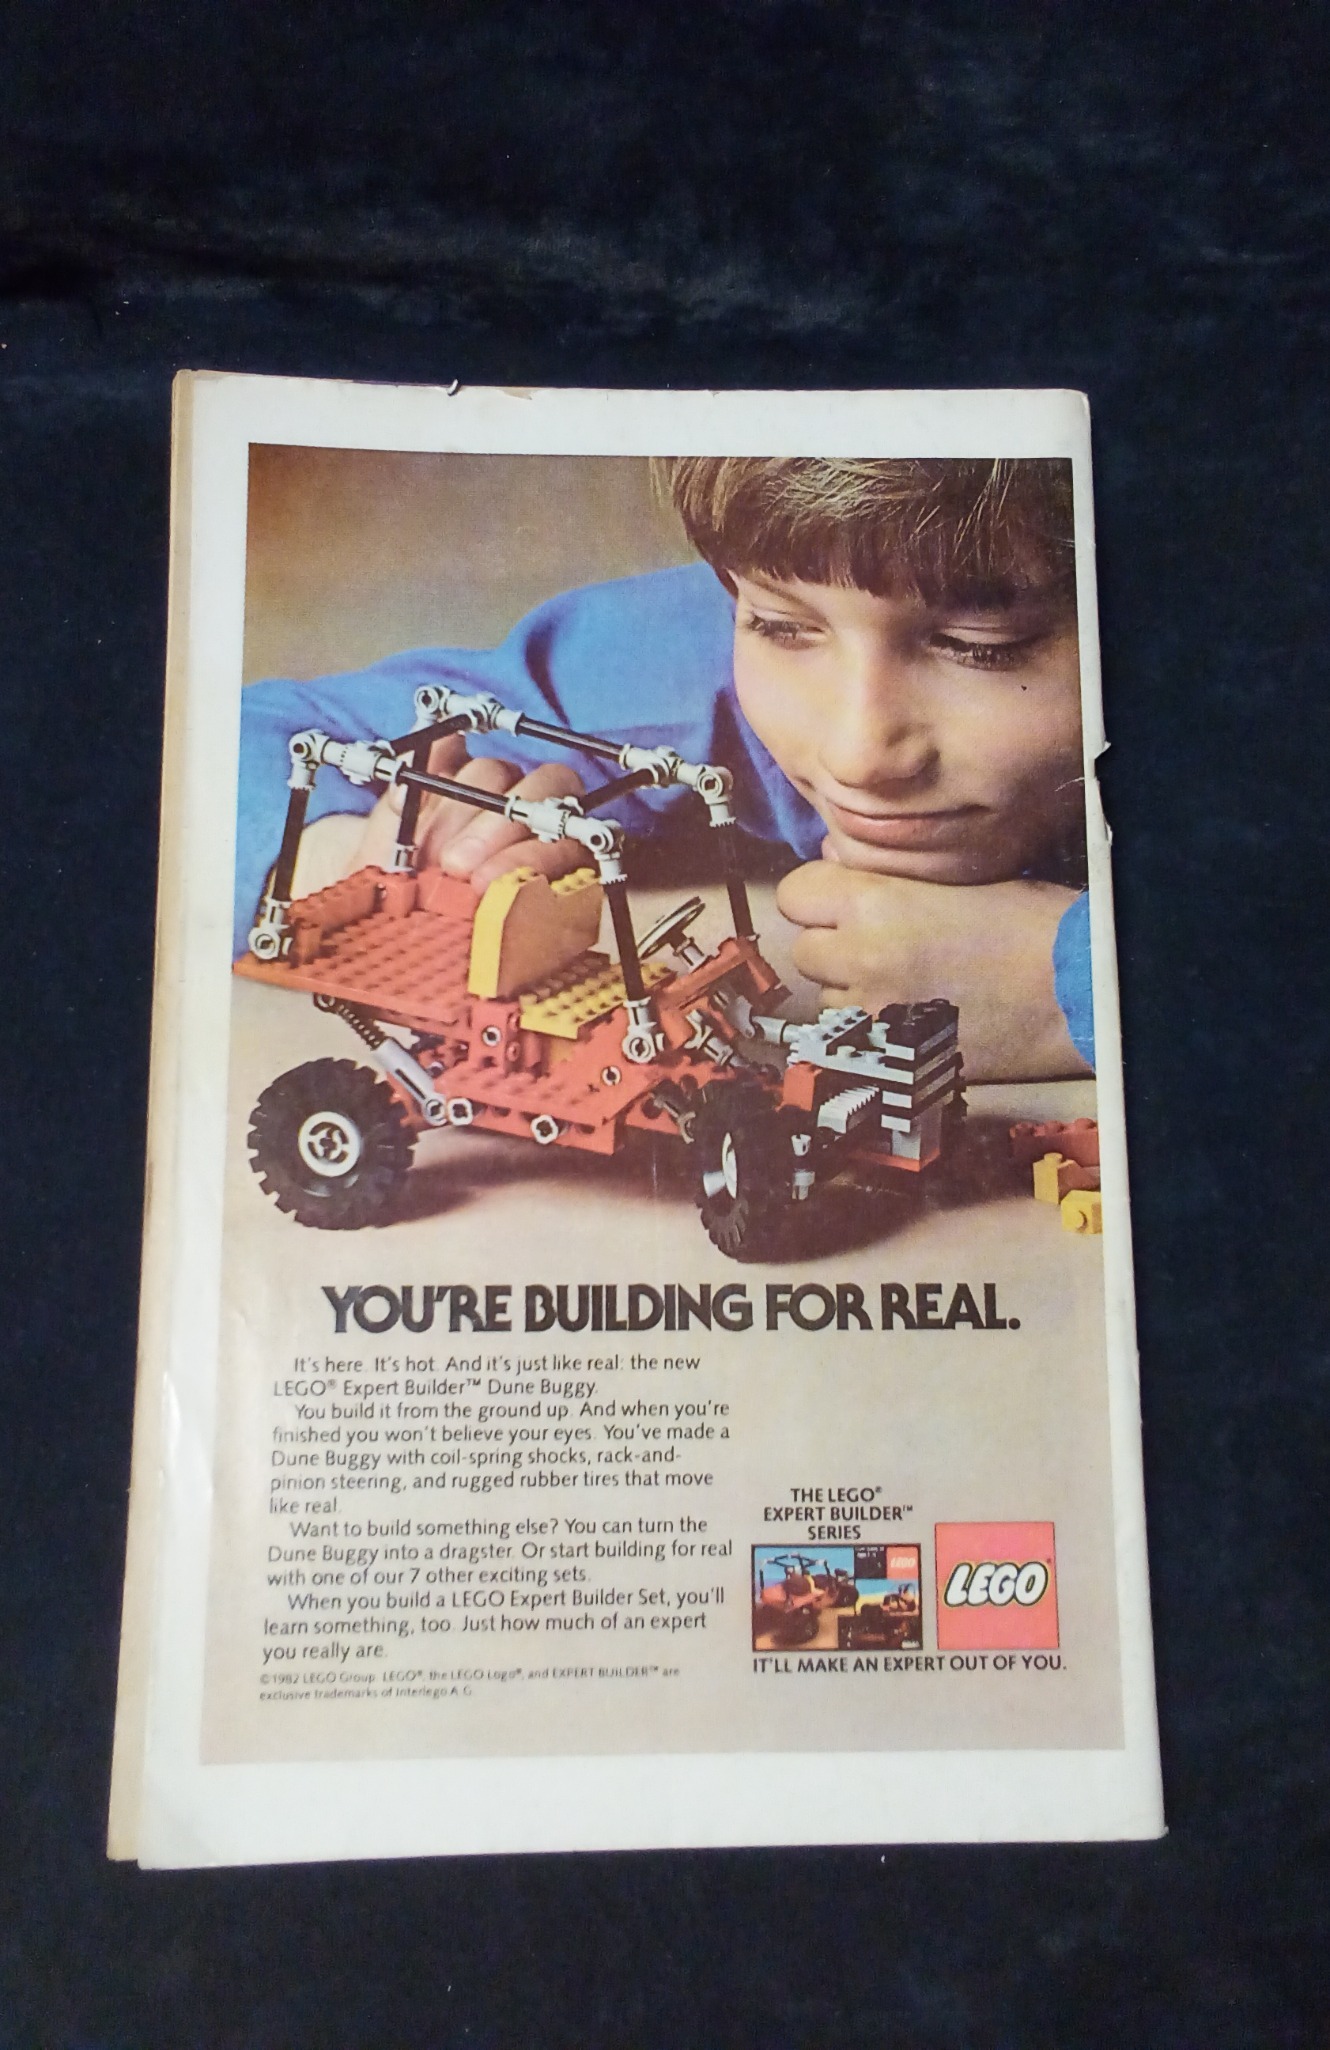 YOU'RE BUILDING FOR REAL.
It's here. It's hot. And it's just like real: the new
LEGO® Expert Builder™ Dune Buggy.
You build it from the ground up. And when you're
finished you won't believe your eyes. You've made a
Dune Buggy with coil-spring shocks, rack-and-
pinion steering, and rugged rubber tires that move
like real.
Want to build something else? You can turn the
Dune Buggy into a dragster. Or start building for real
with one of our 7 other exciting sets.
When you build a LEGO Expert Builder Set, you'll
learn something, too. Just how much of an expert
you really are.
©1982 LEGO Group. LEGO®, the LEGO Logo®, and EXPERT BUILDER™ are
exclusive trademarks of Interlego A.G.
THE LEGO®
EXPERT BUILDER™
SERIES
LEGO
LEGO®
IT'LL MAKE AN EXPERT OUT OF YOU.